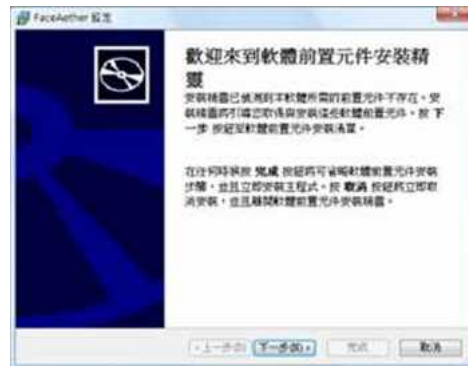 FaceAether 設定
歡迎來到軟體前置元件安裝精
靈
安裝精靈已偵測到本軟體所需的前置元件不存在。安
裝精靈將引導您取得與安裝這些軟體前置元件。按 下
一步 按鈕至軟體前置元件安裝清單。
在任何時候按 完成 按鈕將可省略軟體前置元件安裝
步驟，並且立即安裝主程式。按 取消 按鈕將立即取
消安裝，並且離開軟體前置元件安裝精靈。
<上一步(B) 下一步(N)> 完成 取消